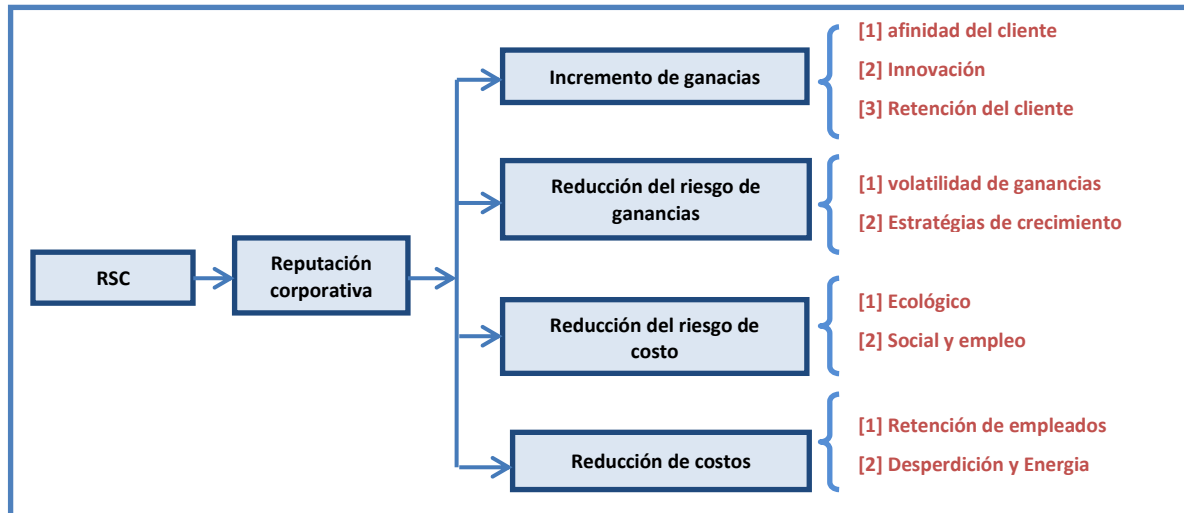 RSC
Reputación
corporativa
Incremento de ganacias
[1] afinidad del cliente
[2] Innovación
[3] Retención del cliente
Reducción del riesgo de
ganancias
[1] volatilidad de ganancias
[2] Estratégias de crecimiento
Reducción del riesgo de
costo
[1] Ecológico
[2] Social y empleo
Reducción de costos
[1] Retención de empleados
[2] Desperdición y Energia